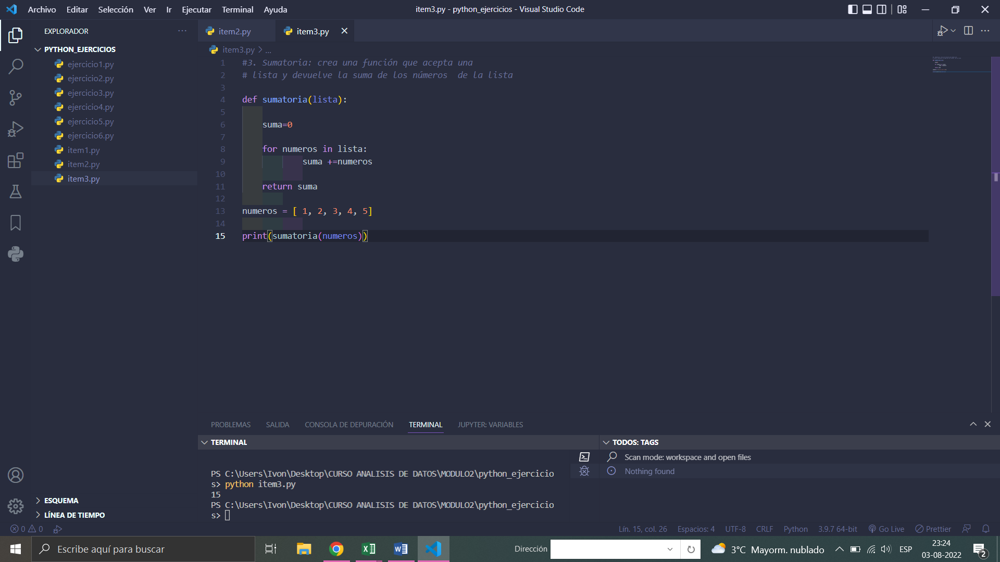 Archivo Editar Selección Ver Ir Ejecutar Terminal Ayuda
item3.py - python_ejercicios - Visual Studio Code
EXPLORADOR
PYTHON_EJERCICIOS
ejercicio1.py
ejercicio2.py
ejercicio3.py
ejercicio4.py
ejercicio5.py
ejercicio6.py
item1.py
item2.py
item3.py
ESQUEMA
LÍNEA DE TIEMPO
item2.py item3.py
item3.py > ...
1 #3. Sumatoria: crea una función que acepta una
2 # lista y devuelve la suma de los números  de la lista
3
4 def sumatoria(lista):
5
6     suma=0
7
8     for numeros in lista:
9             suma +=numeros
10
11     return suma
12
13 numeros = [ 1, 2, 3, 4, 5]
14
15 print(sumatoria(numeros))
PROBLEMAS SALIDA CONSOLA DE DEPURACIÓN TERMINAL JUPYTER: VARIABLES
TERMINAL
PS C:\Users\Ivon\Desktop\CURSO ANALISIS DE DATOS\MODULO2\python_ejercicio
s> python item3.py
15
PS C:\Users\Ivon\Desktop\CURSO ANALISIS DE DATOS\MODULO2\python_ejercicio
s>
TODOS: TAGS
Scan mode: workspace and open files
Nothing found
0 0
Lín. 15, col. 26 Espacios: 4 UTF-8 CRLF Python 3.9.7 64-bit Go Live Prettier
Escribe aquí para buscar
Dirección
3°C Mayorm. nublado
ESP
23:24
03-08-2022
2